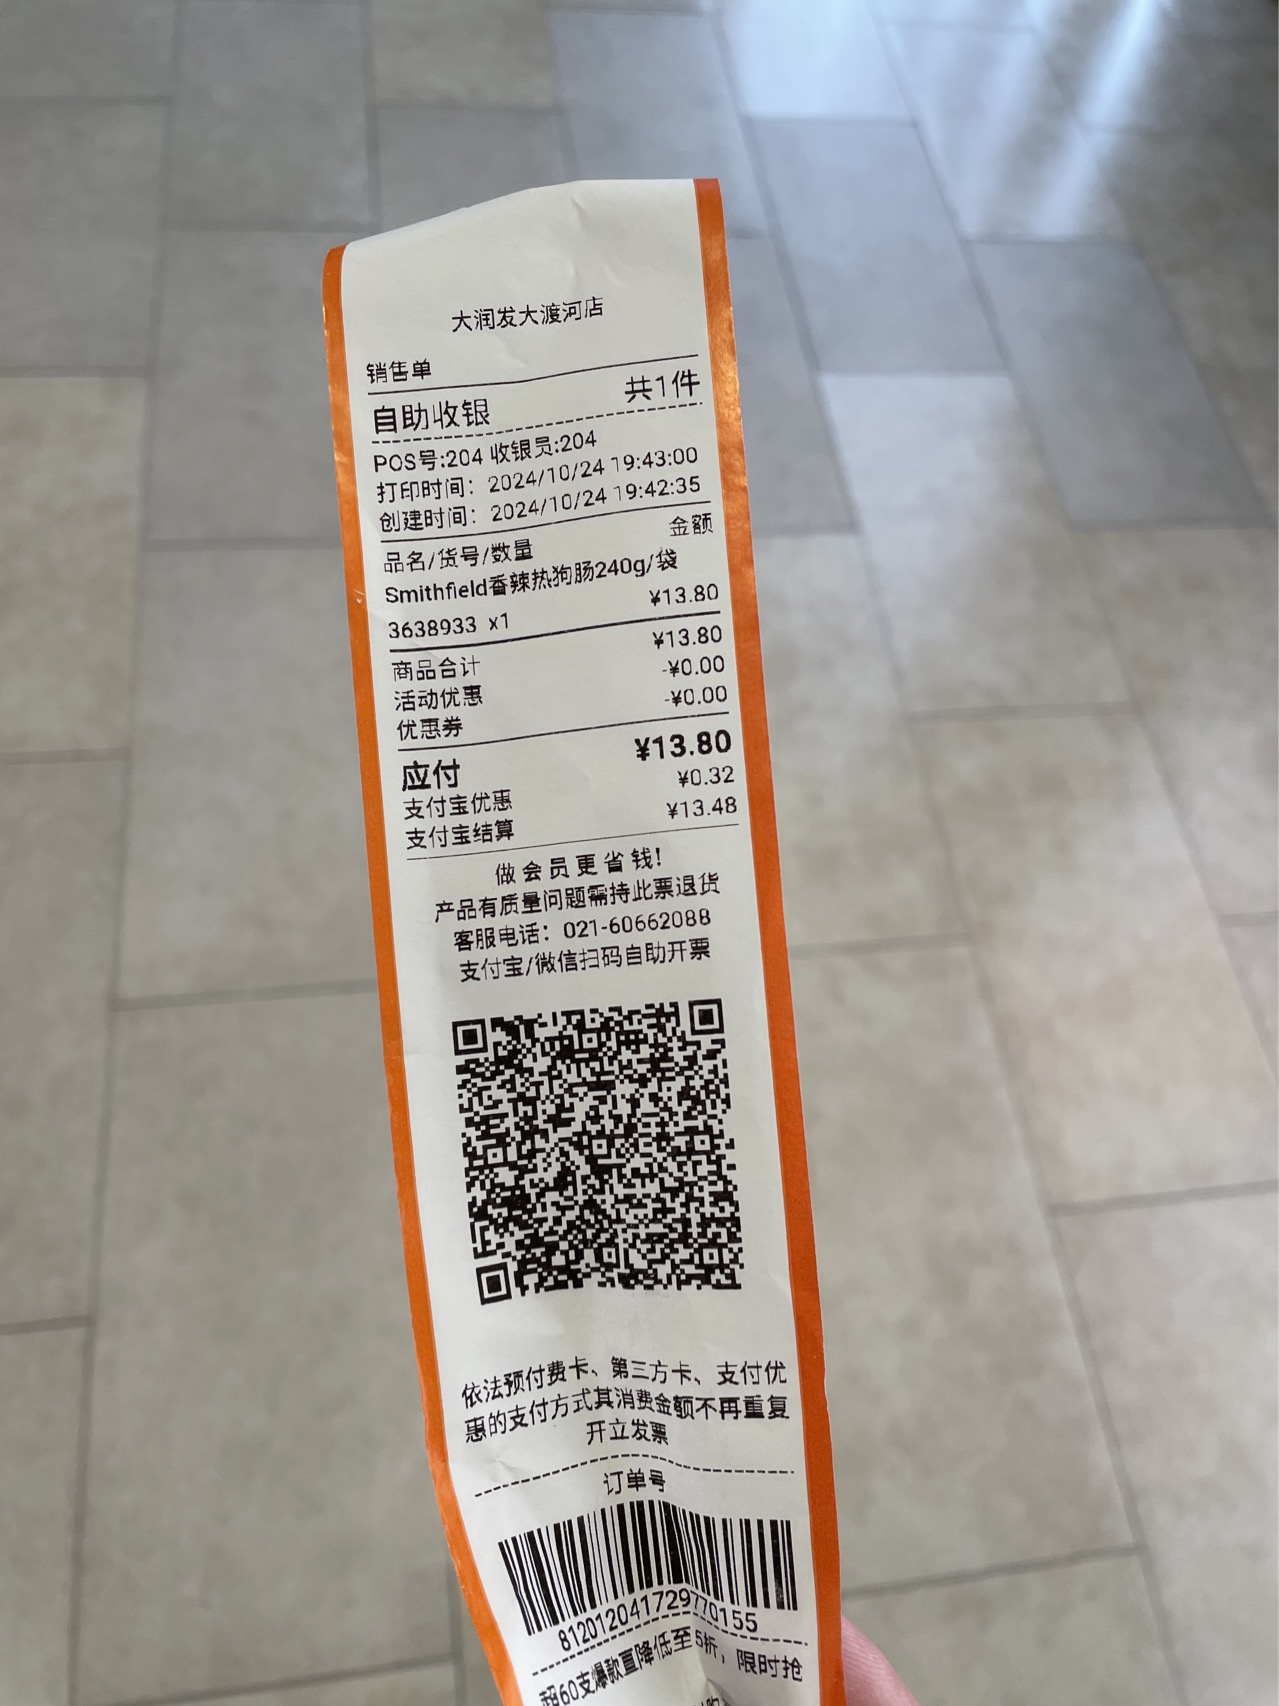 大润发大渡河店
销售单
自助收银 共1件
POS号:204 收银员:204
打印时间: 2024/10/24 19:43:00
创建时间: 2024/10/24 19:42:35
品名/货号/数量 金额
Smithfield香辣热狗肠240g/袋
3638933 x1 ¥13.80
商品合计 ¥13.80
活动优惠 -¥0.00
优惠券 -¥0.00
应付 ¥13.80
支付宝优惠 ¥0.32
支付宝结算 ¥13.48
做会员更省钱!
产品有质量问题需持此票退货
客服电话: 021-60662088
支付宝/微信扫码自助开票
依法预付费卡、第三方卡、支付优
惠的支付方式其消费金额不再重复
开立发票
订单号
812012041729770155
超60支爆款直降低至5折, 限时抢